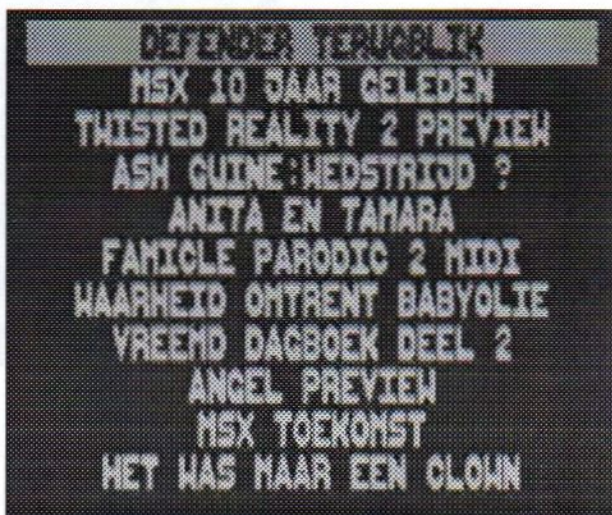 DEFENDER TERUGBLIK
MSX 10 JAAR GELEDEN
TWISTED REALITY 2 PREVIEW
ASM CUINE:WEDSTRIJD ?
ANITA EN TAMARA
FAMICLE PARODIC 2 MIDI
WAARHEID OMTRENT BABYOLIE
VREEMD DAGBOEK DEEL 2
ANGEL PREVIEW
MSX TOEKOMST
HET WAS MAAR EEN CLOWN